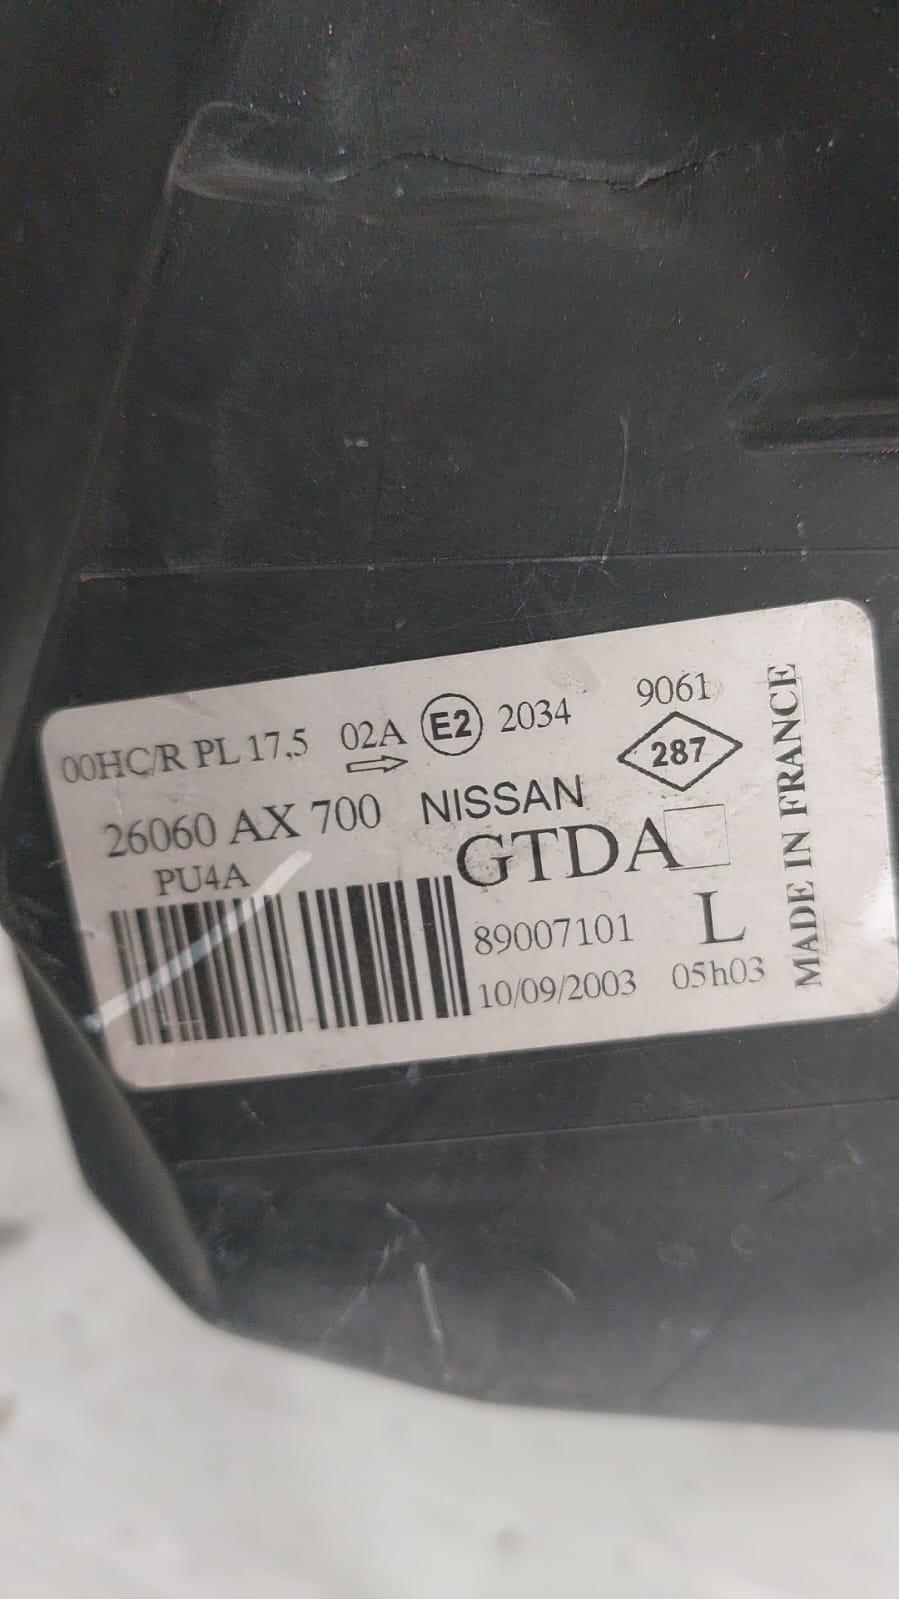 00HC/R PL 17,5 02A E2 2034 9061
287
26060 AX 700 NISSAN
GTDA
PU4A
89007101 L
10/09/2003 05h03
MADE IN FRANCE